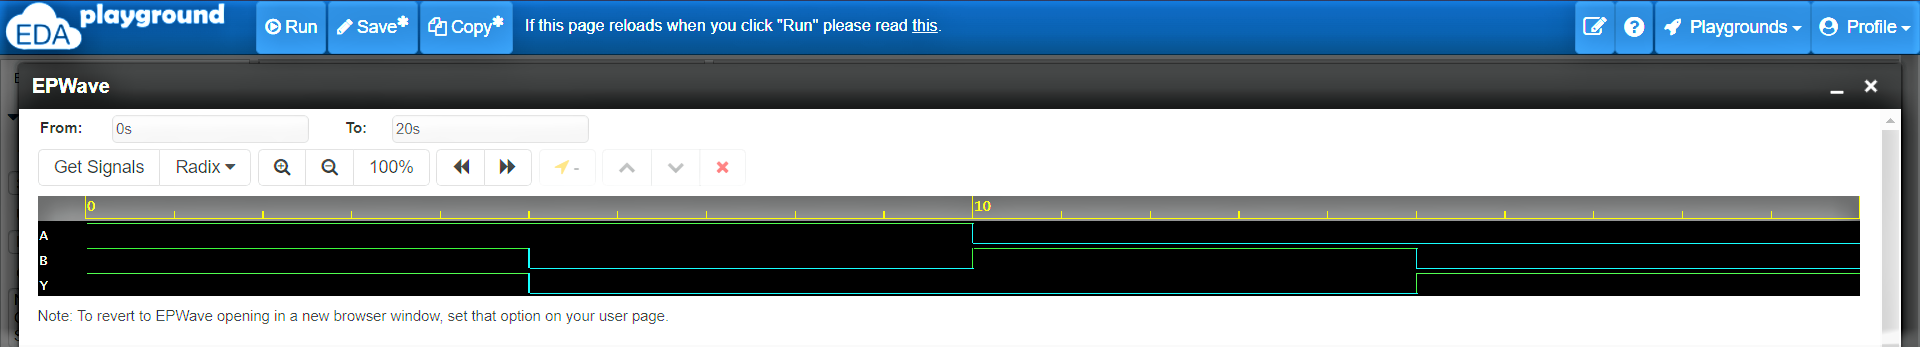 EDA playground
Run Save* Copy* If this page reloads when you click "Run" please read this. Playgrounds Profile
EPWave
From: 0s To: 20s
Get Signals Radix 100% -
0 10
A
B
Y
Note: To revert to EPWave opening in a new browser window, set that option on your user page.